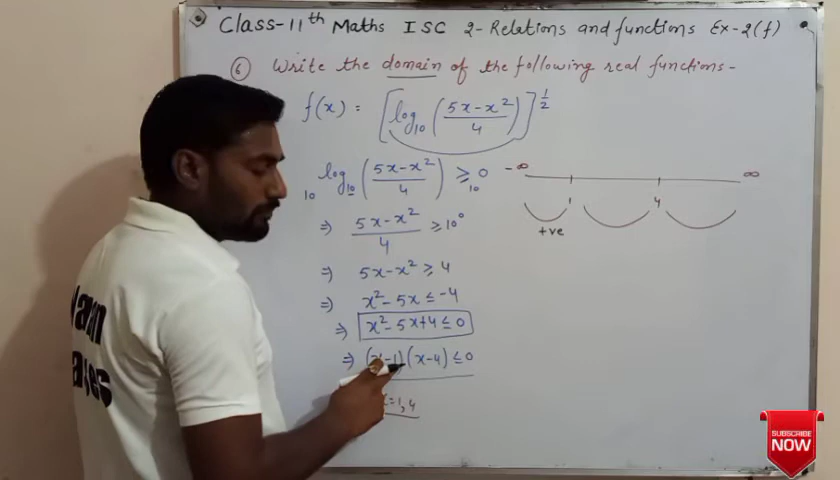 Class-11th Maths ISC 2-Relations and functions Ex-2(f)
6 Write the domain of the following real functions-
f(x) = [log₁₀((5x-x²)/4)]^(1/2)
10 log₁₀((5x-x²)/4) ≥ 0 10
-∞ 1 4 ∞
+ve
⇒ (5x-x²)/4 ≥ 10⁰
⇒ 5x-x² ≥ 4
⇒ x²-5x ≤ -4
⇒ x²-5x+4 ≤ 0
⇒ (x-1)(x-4) ≤ 0
x=1,4
SUBSCRIBE
NOW